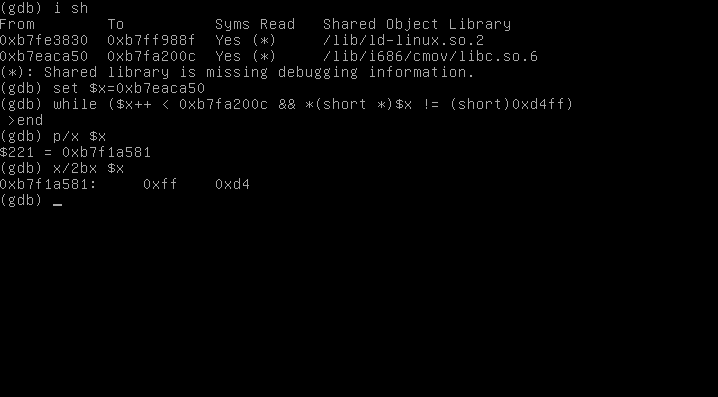 (gdb) i sh
From        To          Syms Read   Shared Object Library
0xb7fe3830  0xb7ff988f  Yes (*)     /lib/ld-linux.so.2
0xb7eaca50  0xb7fa200c  Yes (*)     /lib/i686/cmov/libc.so.6
(*): Shared library is missing debugging information.
(gdb) set $x=0xb7eaca50
(gdb) while ($x++ < 0xb7fa200c && *(short *)$x != (short)0xd4ff)
 >end
(gdb) p/x $x
$221 = 0xb7f1a581
(gdb) x/2bx $x
0xb7f1a581:     0xff    0xd4
(gdb) _